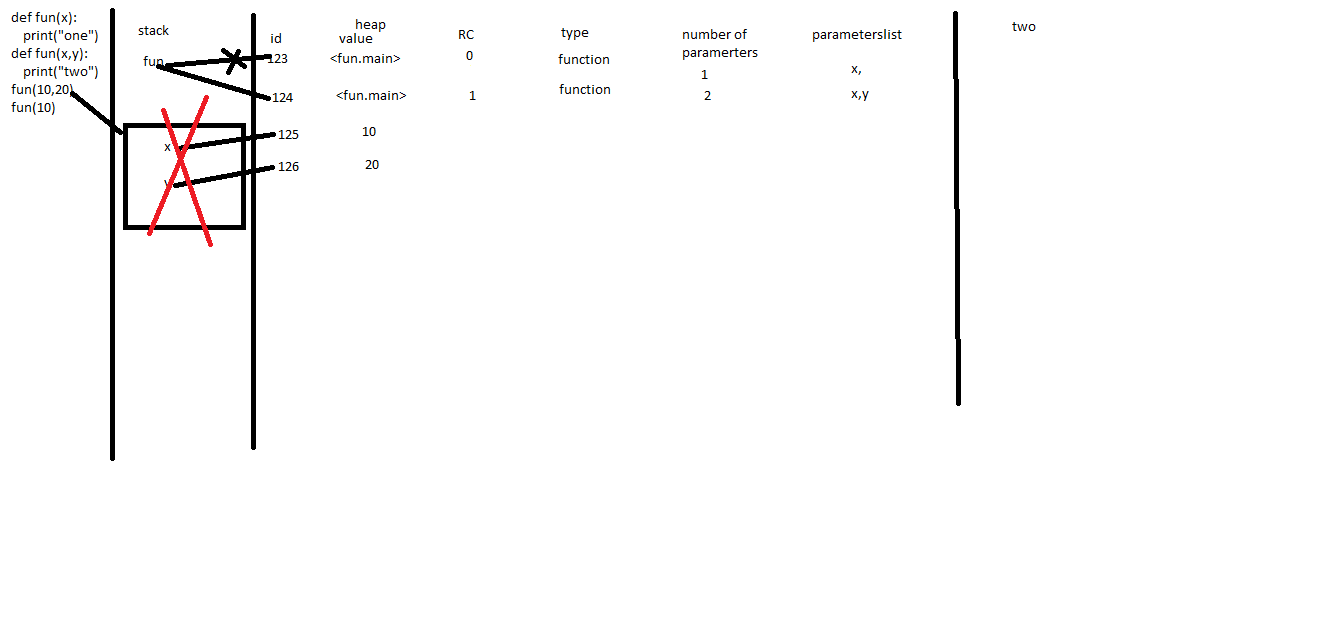 def fun(x):
print("one")
def fun(x,y):
print("two")
fun(10,20)
fun(10)
stack
fun
x
id
heap
value
RC
type
number of
paramerters
parameterslist
123 <fun.main> 0 function 1 x,
124 <fun.main> 1 function 2 x,y
125 10
126 20
two